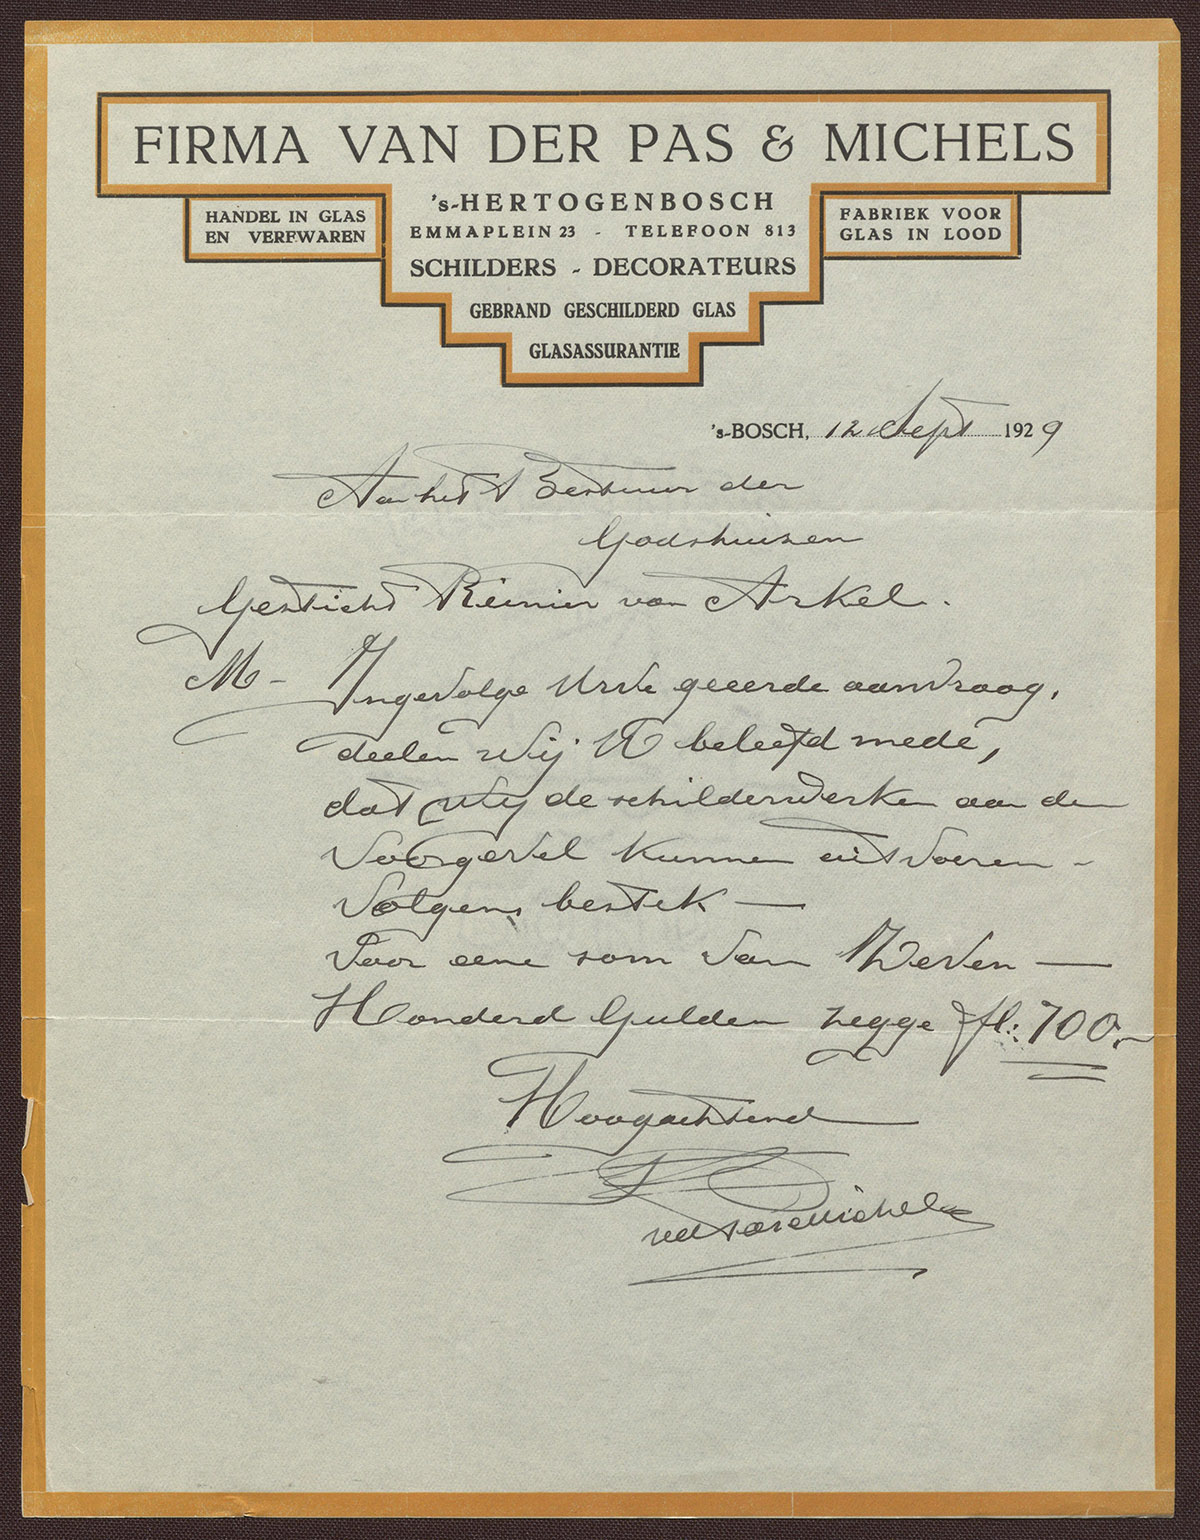 FIRMA VAN DER PAS & MICHELS
HANDEL IN GLAS
EN VERFWAREN
's-HERTOGENBOSCH
EMMAPLEIN 23 - TELEFOON 813
SCHILDERS - DECORATEURS
GEBRAND GESCHILDERD GLAS
GLASASSURANTIE
FABRIEK VOOR
GLAS IN LOOD
's-BOSCH, 12 Sept 1929
Aan het Bestuur der
Godshuizen
Gesticht Reinier van Arkel.
M- Ingevolge geeerde aanvraag,
deelen wij U beleefd mede,
dat wij de schilderwerken aan den
voorgevel kunnen uitvoeren -
volgens bestek —
voor eene som van Zeven —
Honderd Gulden zegge fl: 700.-
Hoogachtend